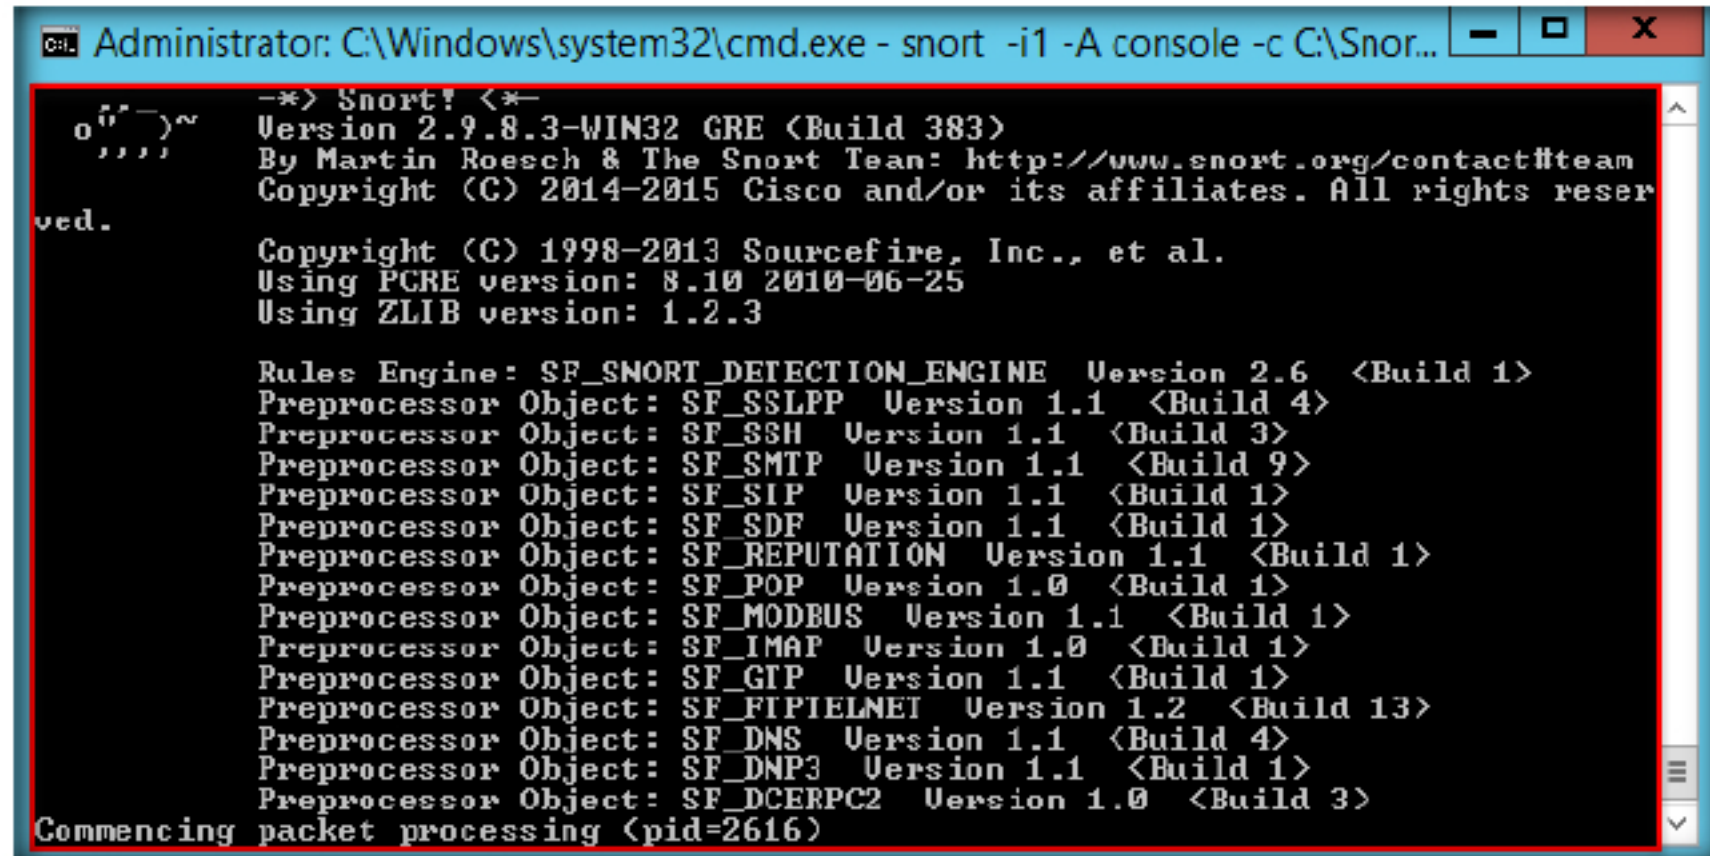 Administrator: C:\Windows\system32\cmd.exe - snort -i1 -A console -c C:\Snor...
-*> Snort! <*-
o"  )~ Version 2.9.8.3-WIN32 GRE (Build 383)
'''' By Martin Roesch & The Snort Team: http://www.snort.org/contact#team
Copyright (C) 2014-2015 Cisco and/or its affiliates. All rights reser
ved.
Copyright (C) 1998-2013 Sourcefire, Inc., et al.
Using PCRE version: 8.10 2010-06-25
Using ZLIB version: 1.2.3
Rules Engine: SF_SNORT_DETECTION_ENGINE Version 2.6 <Build 1>
Preprocessor Object: SF_SSLPP Version 1.1 <Build 4>
Preprocessor Object: SF_SSH Version 1.1 <Build 3>
Preprocessor Object: SF_SMTP Version 1.1 <Build 9>
Preprocessor Object: SF_SIP Version 1.1 <Build 1>
Preprocessor Object: SF_SDF Version 1.1 <Build 1>
Preprocessor Object: SF_REPUTATION Version 1.1 <Build 1>
Preprocessor Object: SF_POP Version 1.0 <Build 1>
Preprocessor Object: SF_MODBUS Version 1.1 <Build 1>
Preprocessor Object: SF_IMAP Version 1.0 <Build 1>
Preprocessor Object: SF_GTP Version 1.1 <Build 1>
Preprocessor Object: SF_FTPTELNET Version 1.2 <Build 13>
Preprocessor Object: SF_DNS Version 1.1 <Build 4>
Preprocessor Object: SF_DNP3 Version 1.1 <Build 1>
Preprocessor Object: SF_DCERPC2 Version 1.0 <Build 3>
Commencing packet processing (pid=2616)